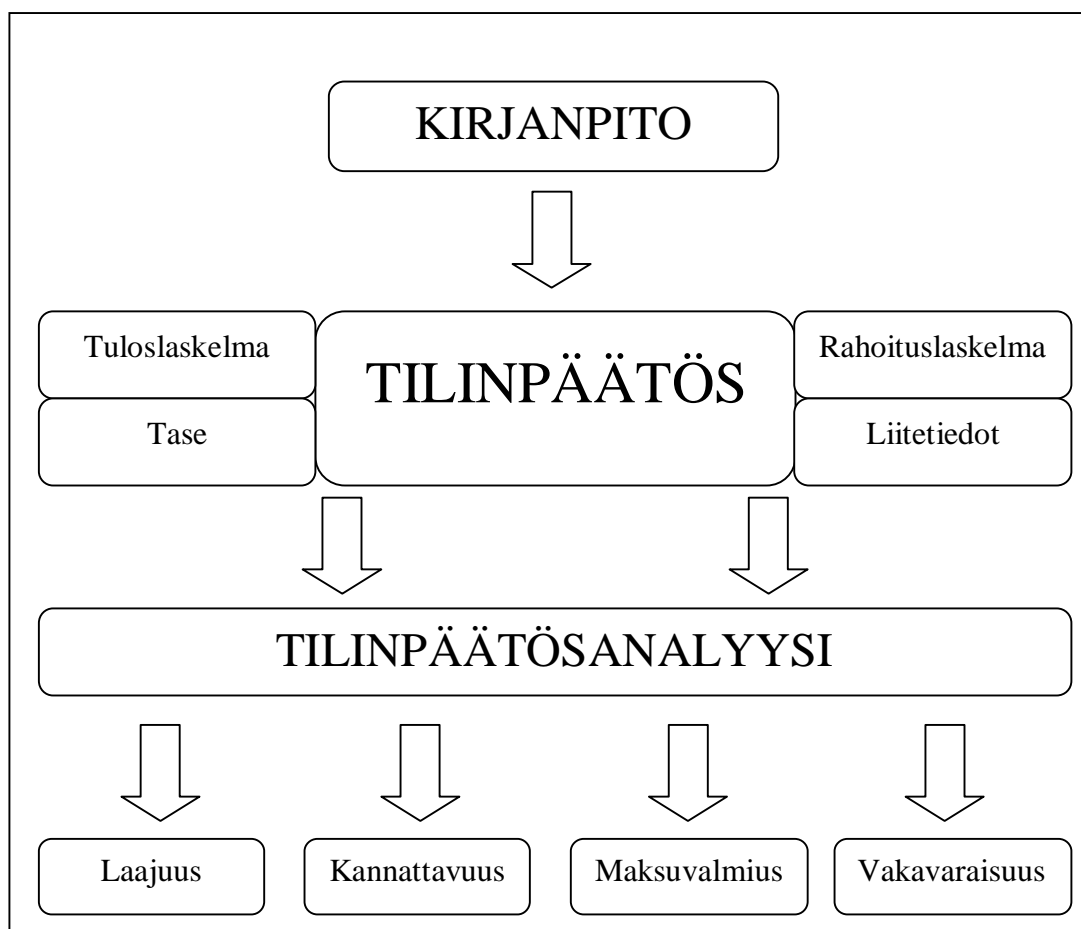 KIRJANPITO
Tuloslaskelma
TILINPÄÄTÖS
Rahoituslaskelma
Tase
Liitetiedot
TILINPÄÄTÖSANALYYSI
Laajuus
Kannattavuus
Maksuvalmius
Vakavaraisuus